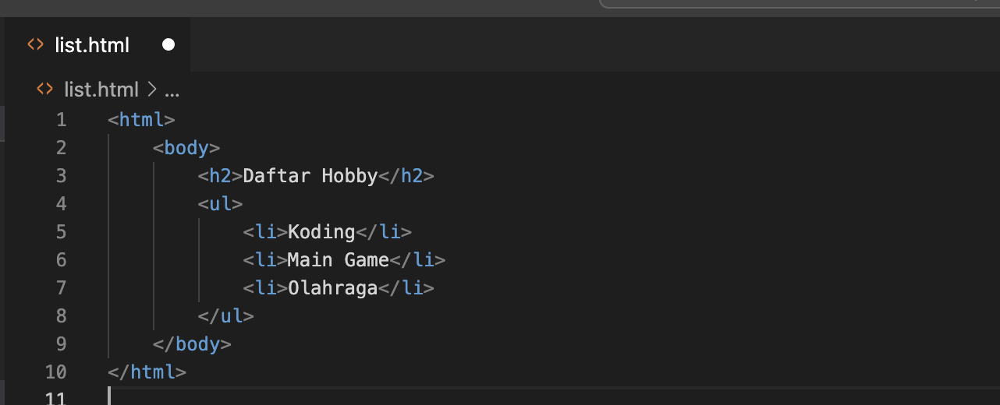 list.html
list.html > ...
1 <html>
2     <body>
3         <h2>Daftar Hobby</h2>
4         <ul>
5             <li>Koding</li>
6             <li>Main Game</li>
7             <li>Olahraga</li>
8         </ul>
9     </body>
10 </html>
11